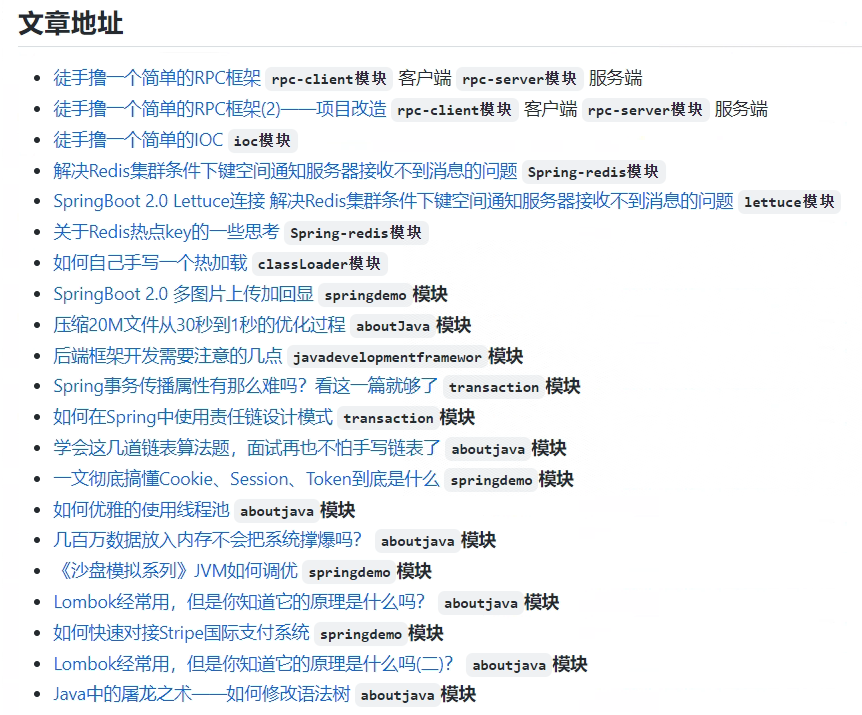 文章地址
徒手撸一个简单的RPC框架 rpc-client模块 客户端 rpc-server模块 服务端
徒手撸一个简单的RPC框架(2)——项目改造 rpc-client模块 客户端 rpc-server模块 服务端
徒手撸一个简单的IOC ioc模块
解决Redis集群条件下键空间通知服务器接收不到消息的问题 Spring-redis模块
SpringBoot 2.0 Lettuce连接 解决Redis集群条件下键空间通知服务器接收不到消息的问题 lettuce模块
关于Redis热点key的一些思考 Spring-redis模块
如何自己手写一个热加载 classLoader模块
SpringBoot 2.0 多图片上传加回显 springdemo 模块
压缩20M文件从30秒到1秒的优化过程 aboutJava 模块
后端框架开发需要注意的几点 javadevelopmentframewor 模块
Spring事务传播属性有那么难吗？看这一篇就够了 transaction 模块
如何在Spring中使用责任链设计模式 transaction 模块
学会这几道链表算法题，面试再也不怕手写链表了 aboutjava 模块
一文彻底搞懂Cookie、Session、Token到底是什么 springdemo 模块
如何优雅的使用线程池 aboutjava 模块
几百万数据放入内存不会把系统撑爆吗？ aboutjava 模块
《沙盘模拟系列》JVM如何调优 springdemo 模块
Lombok经常用，但是你知道它的原理是什么吗？ aboutjava 模块
如何快速对接Stripe国际支付系统 springdemo 模块
Lombok经常用，但是你知道它的原理是什么吗(二)？ aboutjava 模块
Java中的屠龙之术——如何修改语法树 aboutjava 模块